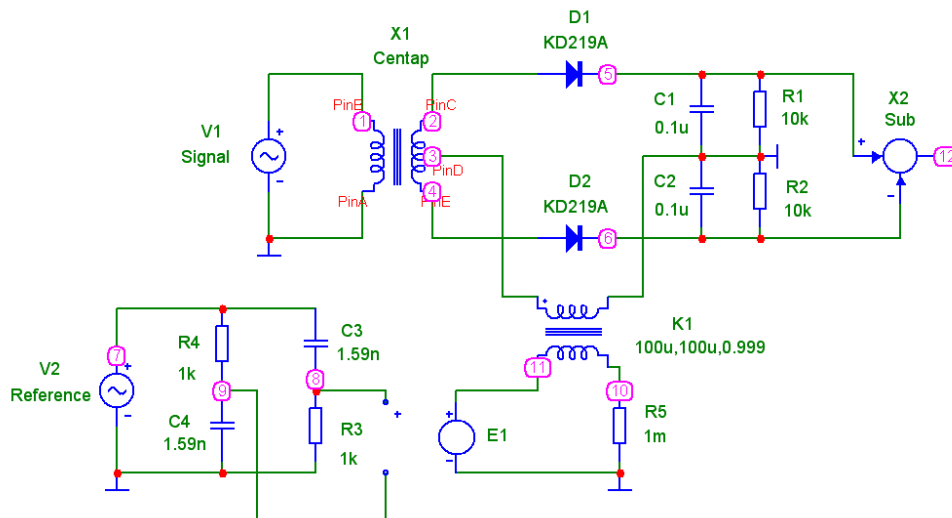 X1
Centap
D1
KD219A
5
PinB
PinC
1
2
V1
Signal
+
-
3
PinD
4
PinA
PinE
C1
0.1u
R1
10k
X2
Sub
+
-
12
C2
0.1u
R2
10k
D2
KD219A
6
K1
100u,100u,0.999
V2
Reference
7
+
-
R4
1k
9
C4
1.59n
C3
1.59n
8
R3
1k
+
11
+
-
E1
10
R5
1m